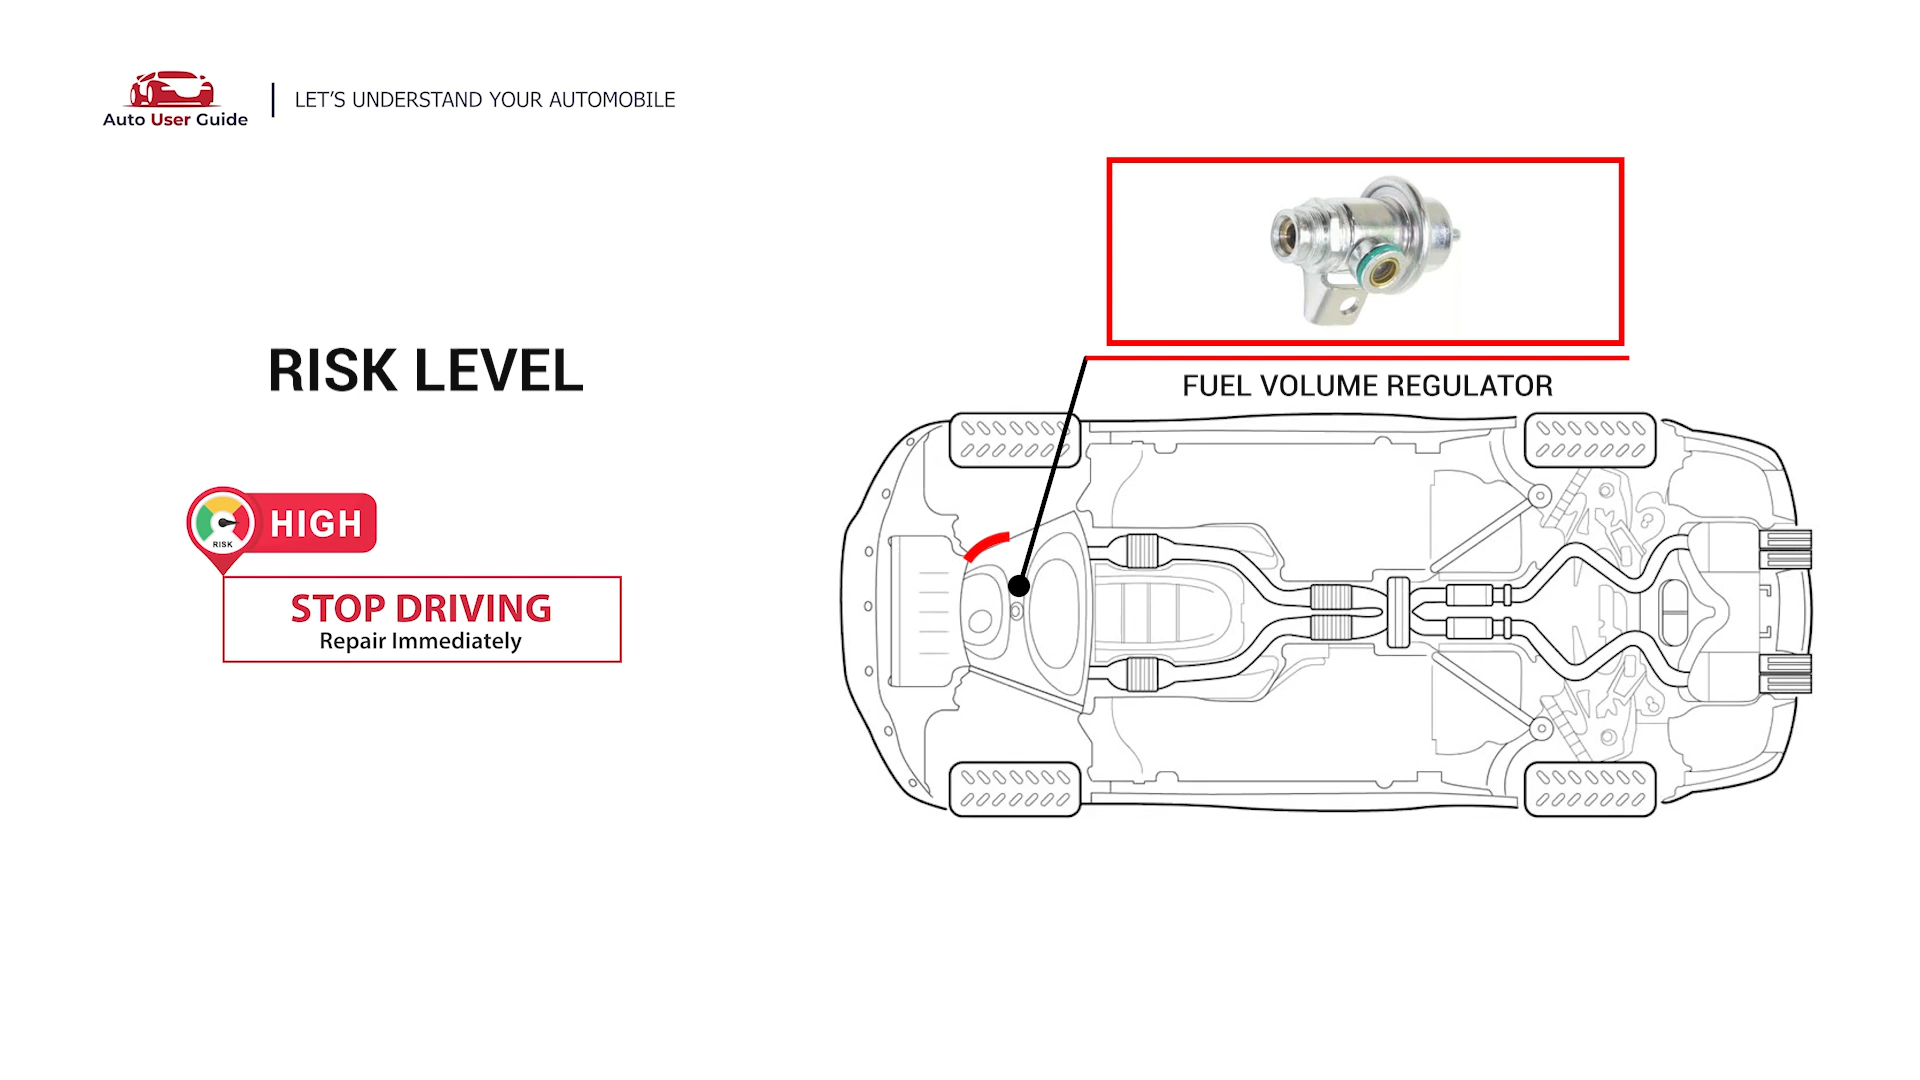 Auto User Guide
LET'S UNDERSTAND YOUR AUTOMOBILE
RISK LEVEL
RISK
HIGH
STOP DRIVING
Repair Immediately
FUEL VOLUME REGULATOR